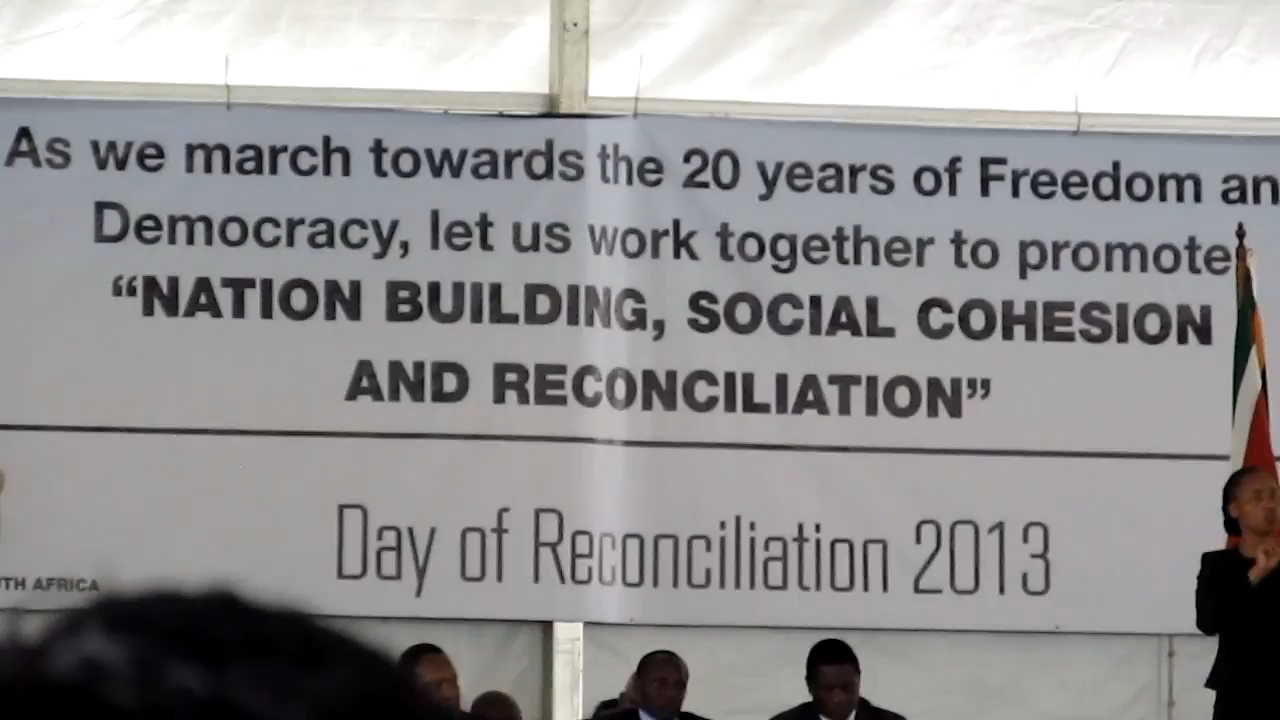 As we march towards the 20 years of Freedom an
Democracy, let us work together to promote
“NATION BUILDING, SOCIAL COHESION
AND RECONCILIATION”
Day of Reconciliation 2013
TH AFRICA